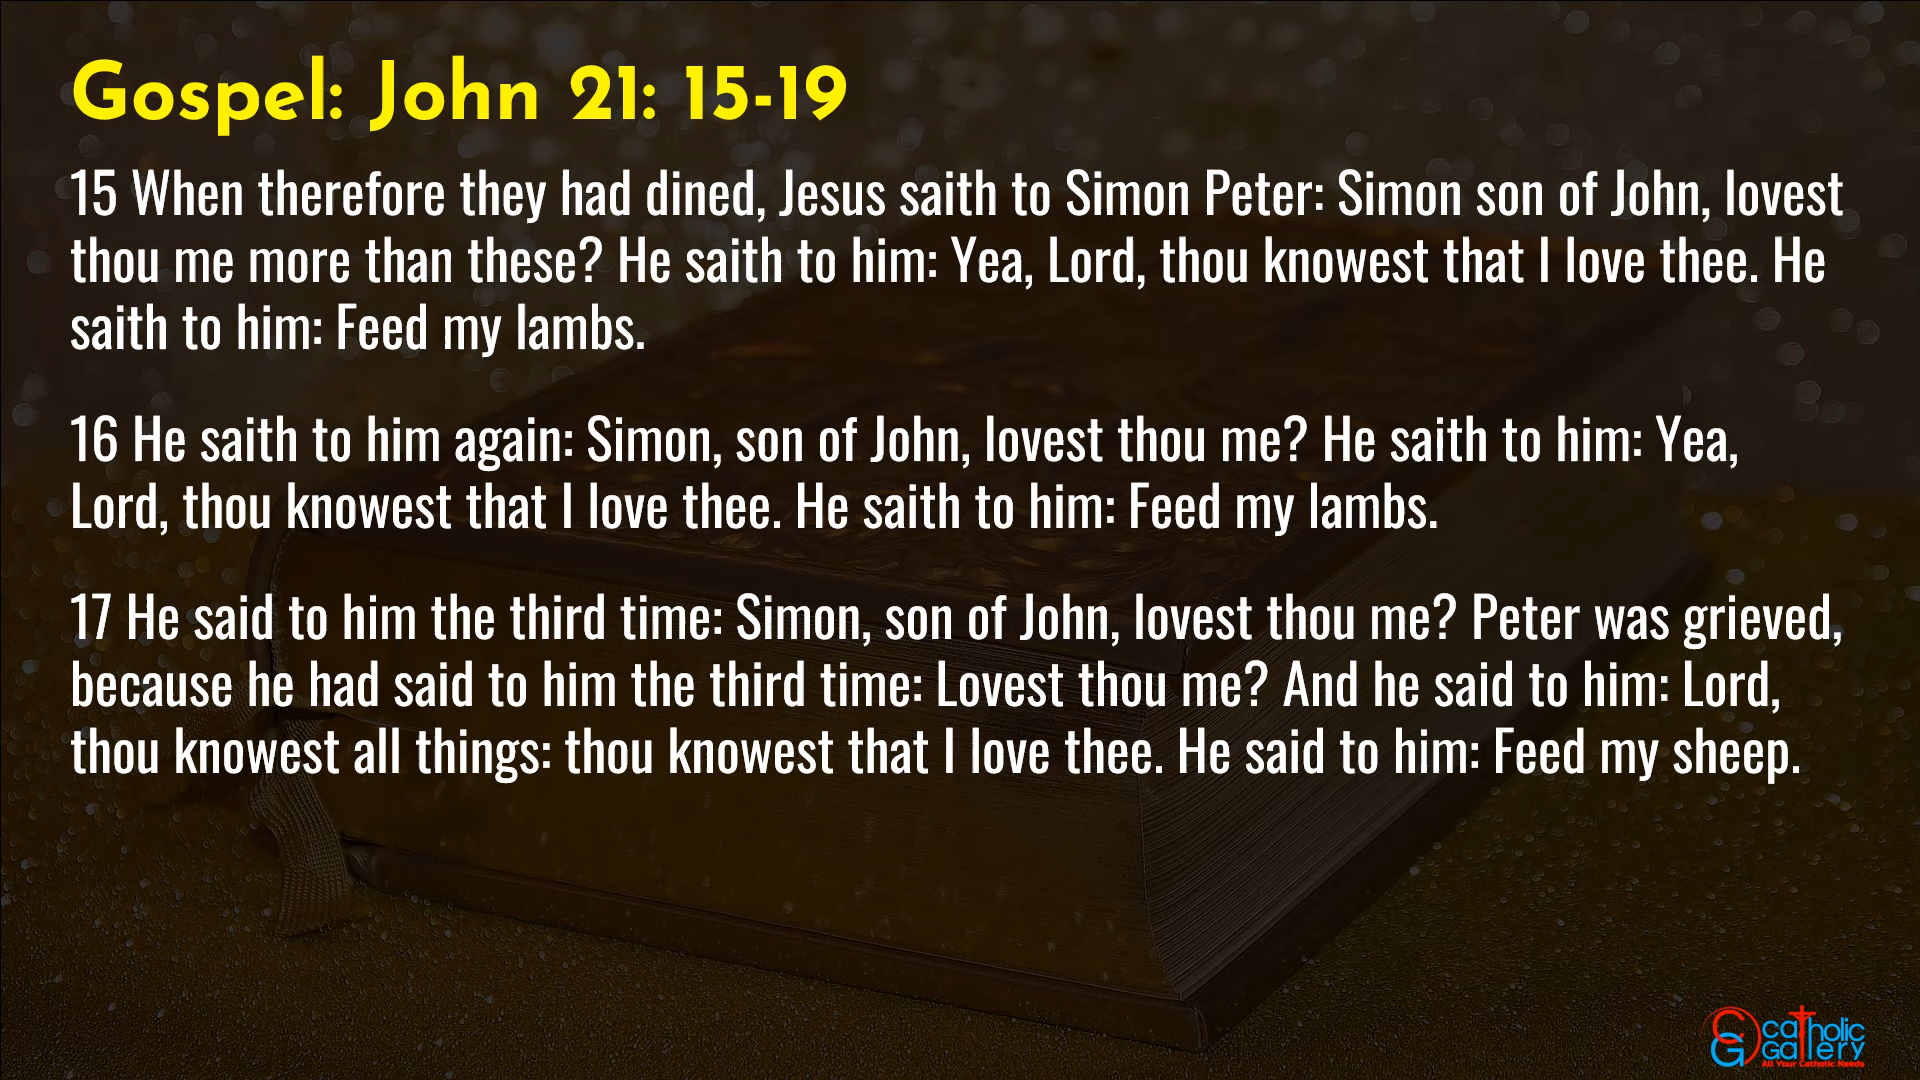 Gospel: John 21: 15-19
15 When therefore they had dined, Jesus saith to Simon Peter: Simon son of John, lovest
thou me more than these? He saith to him: Yea, Lord, thou knowest that I love thee. He
saith to him: Feed my lambs.
16 He saith to him again: Simon, son of John, lovest thou me? He saith to him: Yea,
Lord, thou knowest that I love thee. He saith to him: Feed my lambs.
17 He said to him the third time: Simon, son of John, lovest thou me? Peter was grieved,
because he had said to him the third time: Lovest thou me? And he said to him: Lord,
thou knowest all things: thou knowest that I love thee. He said to him: Feed my sheep.
CG
catholic
Gallery
All Your Catholic Needs